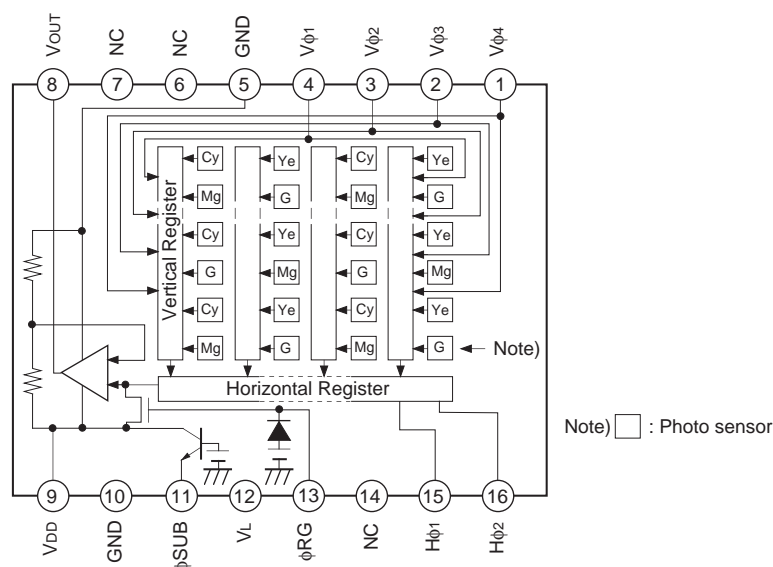 VOUT NC NC GND Vφ1 Vφ2 Vφ3 Vφ4
8 7 6 5 4 3 2 1
Vertical Register
Cy Ye Cy Ye
Mg G Mg G
Cy Ye Cy Ye
G Mg G Mg
Cy Ye Cy Ye
Mg G Mg G Note)
Horizontal Register
Note) : Photo sensor
9 10 11 12 13 14 15 16
VDD GND φSUB VL φRG NC Hφ1 Hφ2